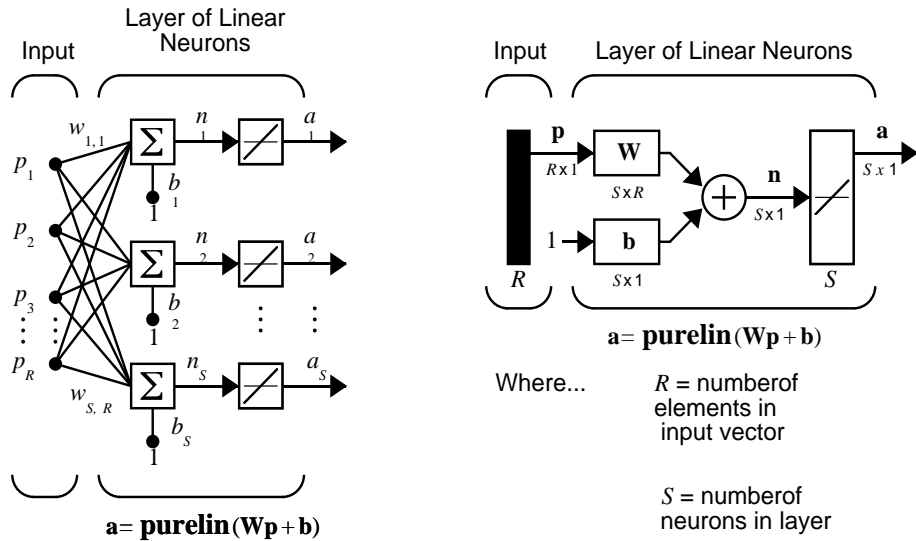 Layer of Linear
Neurons
Input
w1,1
n1
a1
p1
Σ
b1
1
p2
n2
a2
Σ
p3
b2
1
pR
nS
aS
Σ
wS, R
bS
1
a= purelin(Wp+b)
Input
Layer of Linear Neurons
p
W
a
R x 1
S x R
S x 1
n
S x 1
1
b
R
S x 1
S
a= purelin(Wp+b)
Where...
R = numberof
elements in
input vector
S = numberof
neurons in layer